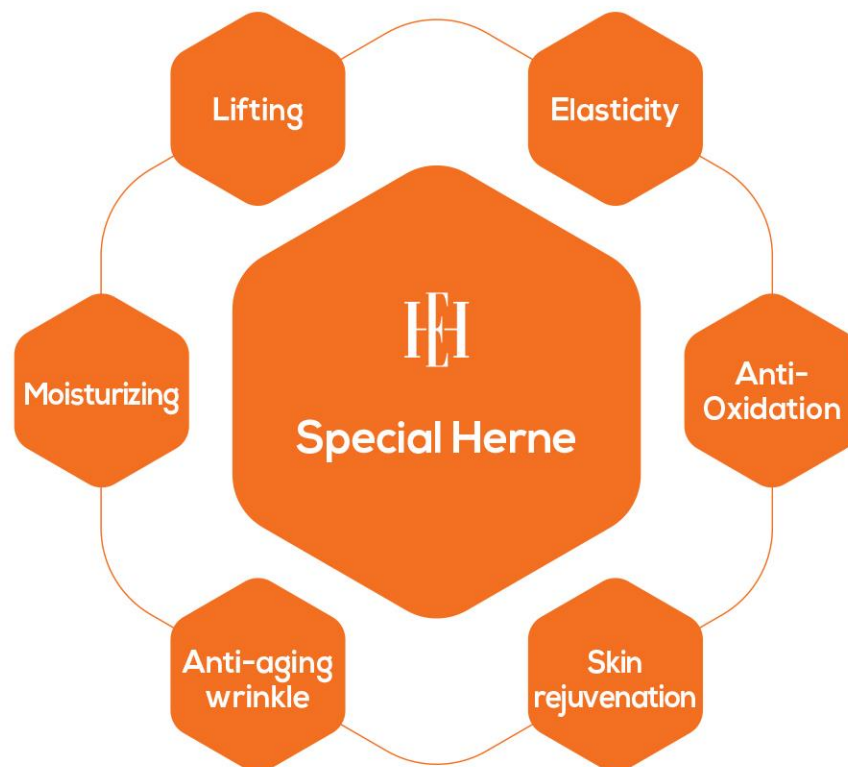 Lifting
Elasticity
HEH
Special Herne
Moisturizing
Anti-
Oxidation
Anti-aging
wrinkle
Skin
rejuvenation